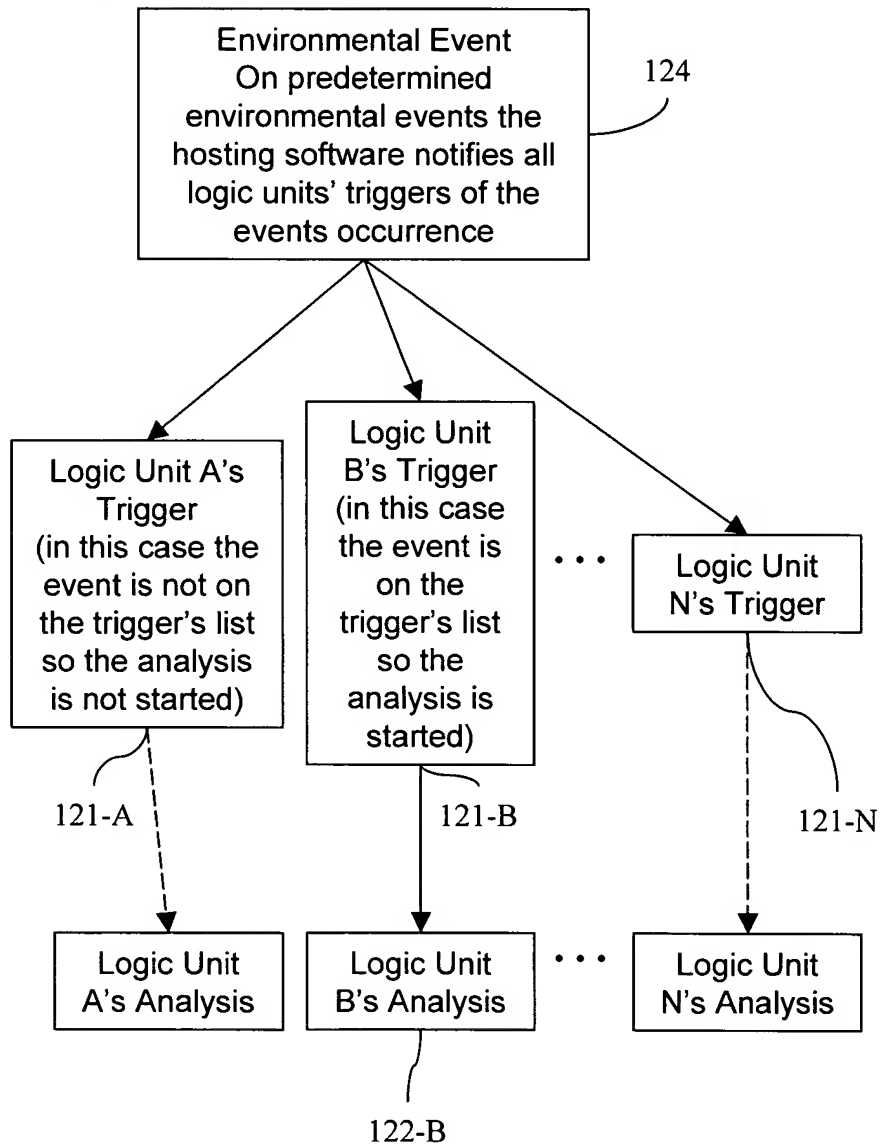 Environmental Event
On predetermined
environmental events the
hosting software notifies all
logic units' triggers of the
events occurrence
124
Logic Unit A's
Trigger
(in this case the
event is not on
the trigger's list
so the analysis
is not started)
Logic Unit
B's Trigger
(in this case
the event is
on the
trigger's list
so the
analysis is
started)
• • •
Logic Unit
N's Trigger
121-A
121-B
121-N
Logic Unit
A's Analysis
Logic Unit
B's Analysis
• • •
Logic Unit
N's Analysis
122-B